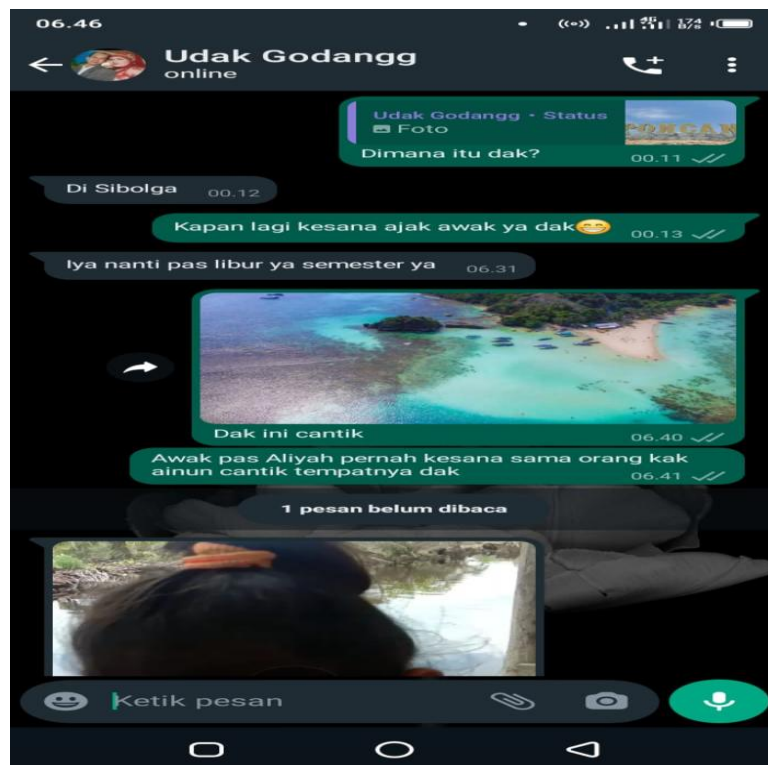 06.46
174 B/s
Udak Godangg
online
Udak Godangg • Status
Foto
Dimana itu dak?
00.11
Di Sibolga
00.12
Kapan lagi kesana ajak awak ya dak😁
00.13
Iya nanti pas libur ya semester ya
06.31
Dak ini cantik
06.40
Awak pas Aliyah pernah kesana sama orang kak
ainun cantik tempatnya dak
06.41
1 pesan belum dibaca
Ketik pesan